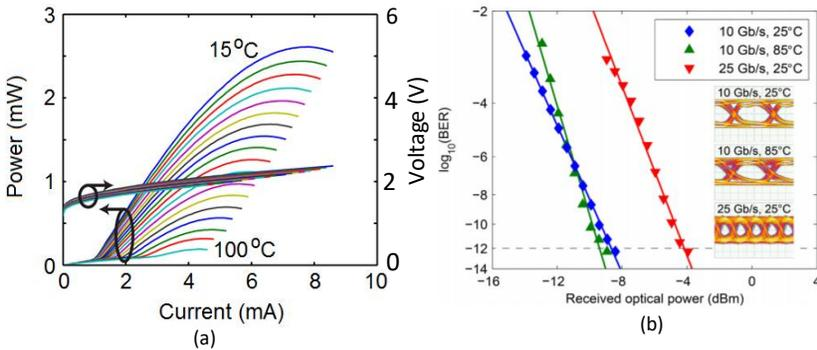 3
2
1
0
Power (mW)
15°C
100°C
0
2
4
6
8
10
Current (mA)
6
4
2
0
Voltage (V)
(a)
−2
−4
−6
−8
−10
−12
−14
log10(BER)
10 Gb/s, 25°C
10 Gb/s, 85°C
25 Gb/s, 25°C
10 Gb/s, 25°C
10 Gb/s, 85°C
25 Gb/s, 25°C
−16
−12
−8
−4
0
4
Received optical power (dBm)
(b)